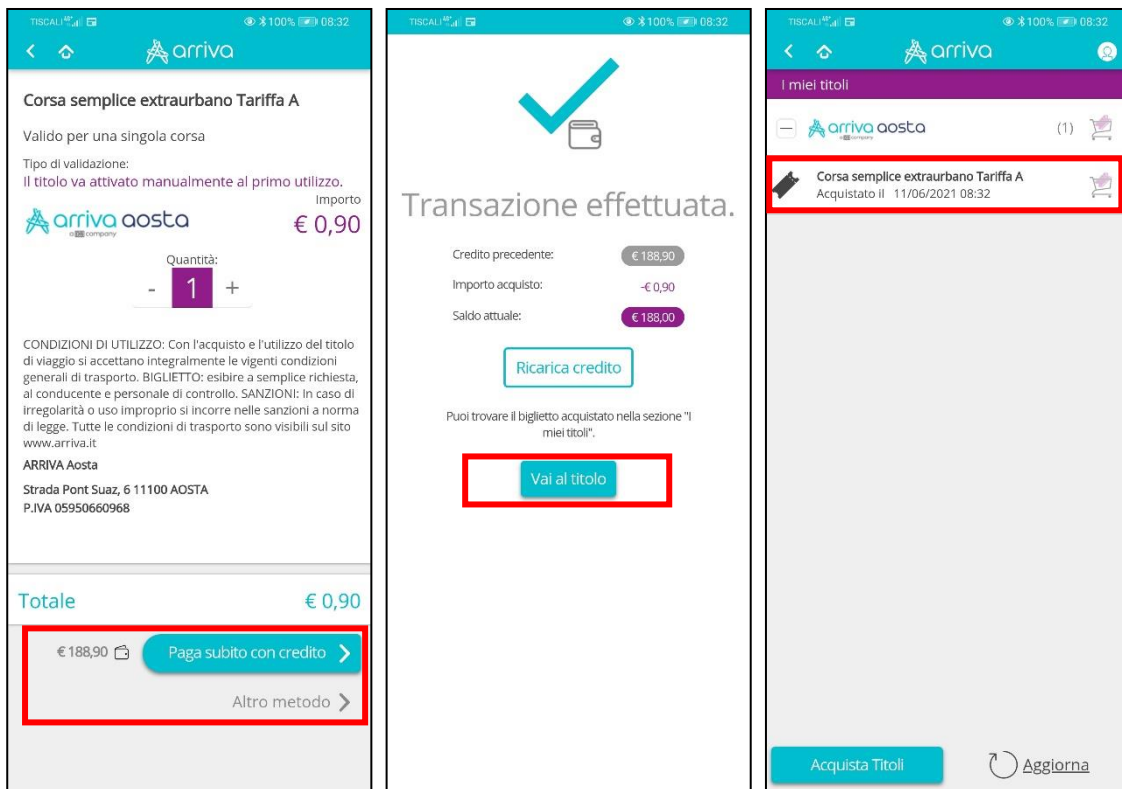 TISCALI 08:32
100%
arriva
Corsa semplice extraurbano Tariffa A
Valido per una singola corsa
Tipo di validazione:
Il titolo va attivato manualmente al primo utilizzo.
Importo
arriva aosta
company
€ 0,90
Quantità:
- 1 +
CONDIZIONI DI UTILIZZO: Con l'acquisto e l'utilizzo del titolo
di viaggio si accettano integralmente le vigenti condizioni
generali di trasporto. BIGLIETTO: esibire a semplice richiesta,
al conducente e personale di controllo. SANZIONI: In caso di
irregolarità o uso improprio si incorre nelle sanzioni a norma
di legge. Tutte le condizioni di trasporto sono visibili sul sito
www.arriva.it
ARRIVA Aosta
Strada Pont Suaz, 6 11100 AOSTA
P.IVA 05950660968
Totale € 0,90
€ 188,90 Paga subito con credito
Altro metodo
TISCALI 100% 08:32
Transazione effettuata.
Credito precedente: € 188,90
Importo acquisto: -€ 0,90
Saldo attuale: € 188,00
Ricarica credito
Puoi trovare il biglietto acquistato nella sezione "I
miei titoli".
Vai al titolo
TISCALI 100% 08:32
arriva
I miei titoli
arriva aosta (1)
company
Corsa semplice extraurbano Tariffa A
Acquistato il 11/06/2021 08:32
Acquista Titoli Aggiorna